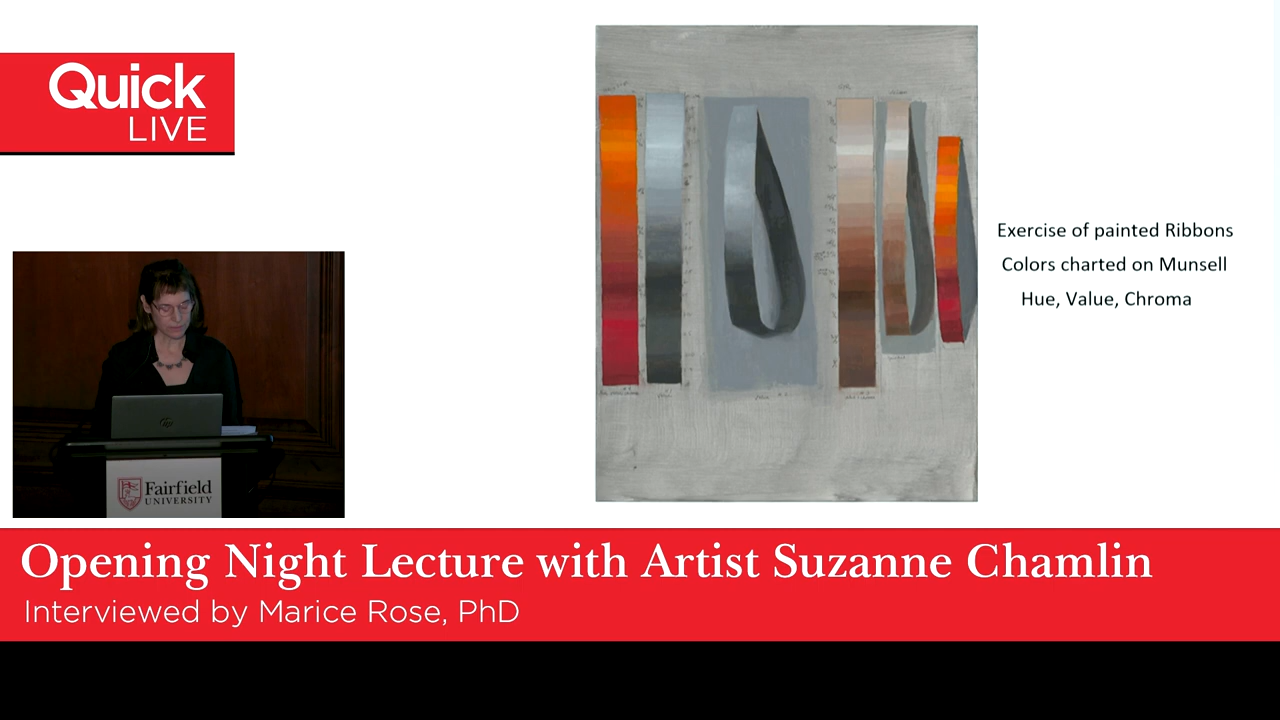 Quick
LIVE
Exercise of painted Ribbons
Colors charted on Munsell
Hue, Value, Chroma
Fairfield
UNIVERSITY
Opening Night Lecture with Artist Suzanne Chamlin
Interviewed by Marice Rose, PhD